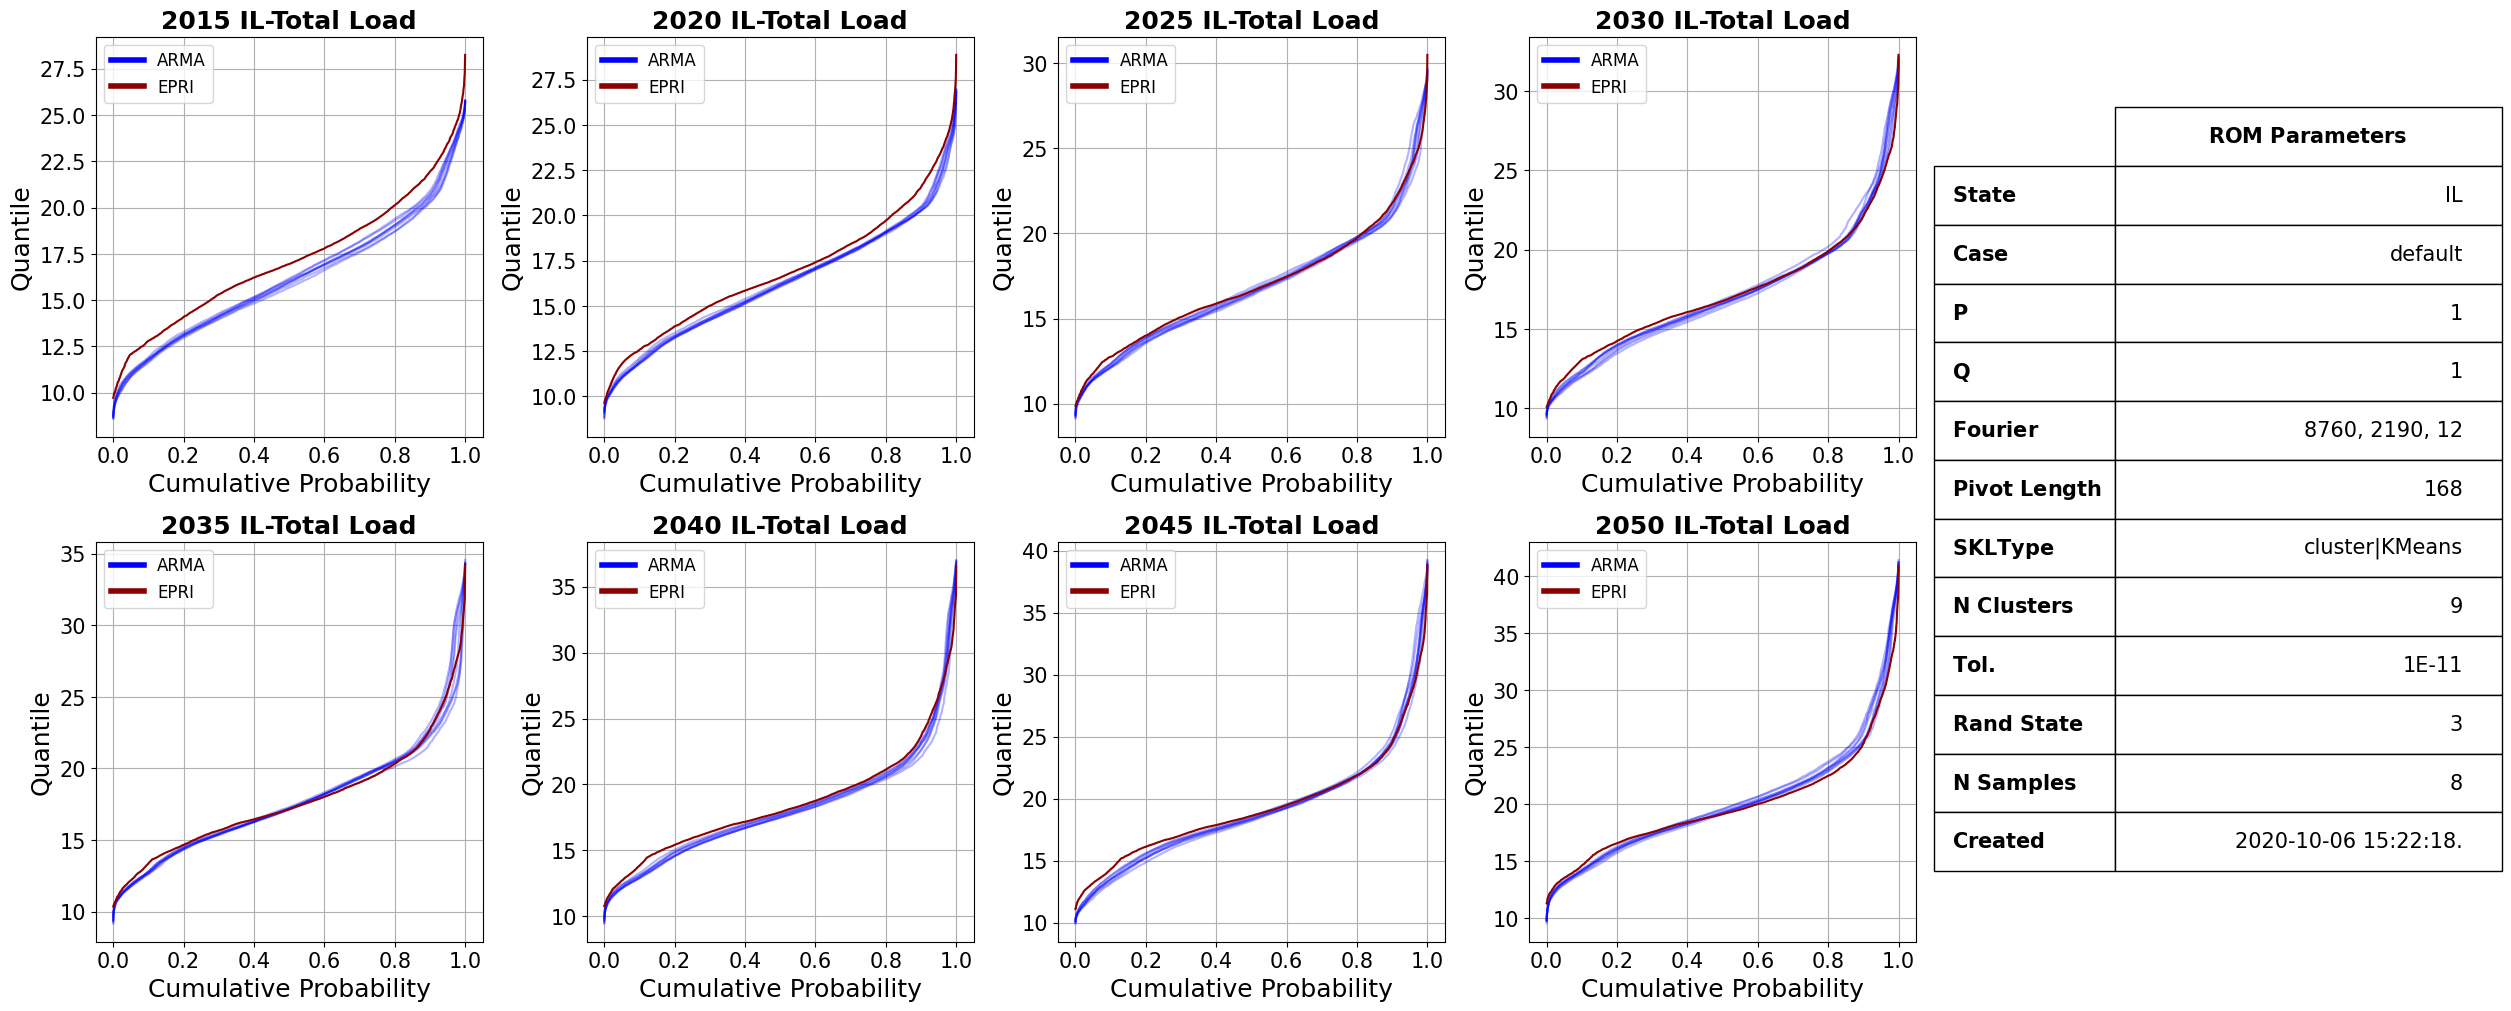 2015 IL-Total Load
ARMA
EPRI
27.5
25.0
22.5
20.0
17.5
15.0
12.5
10.0
Quantile
0.0 0.2 0.4 0.6 0.8 1.0
Cumulative Probability
2020 IL-Total Load
ARMA
EPRI
27.5
25.0
22.5
20.0
17.5
15.0
12.5
10.0
Quantile
0.0 0.2 0.4 0.6 0.8 1.0
Cumulative Probability
2025 IL-Total Load
ARMA
EPRI
30
25
20
15
10
Quantile
0.0 0.2 0.4 0.6 0.8 1.0
Cumulative Probability
2030 IL-Total Load
ARMA
EPRI
30
25
20
15
10
Quantile
0.0 0.2 0.4 0.6 0.8 1.0
Cumulative Probability
2035 IL-Total Load
ARMA
EPRI
35
30
25
20
15
10
Quantile
0.0 0.2 0.4 0.6 0.8 1.0
Cumulative Probability
2040 IL-Total Load
ARMA
EPRI
35
30
25
20
15
10
Quantile
0.0 0.2 0.4 0.6 0.8 1.0
Cumulative Probability
2045 IL-Total Load
ARMA
EPRI
40
35
30
25
20
15
10
Quantile
0.0 0.2 0.4 0.6 0.8 1.0
Cumulative Probability
2050 IL-Total Load
ARMA
EPRI
40
35
30
25
20
15
10
Quantile
0.0 0.2 0.4 0.6 0.8 1.0
Cumulative Probability
ROM Parameters
State IL
Case default
P 1
Q 1
Fourier 8760, 2190, 12
Pivot Length 168
SKLType cluster|KMeans
N Clusters 9
Tol. 1E-11
Rand State 3
N Samples 8
Created 2020-10-06 15:22:18.